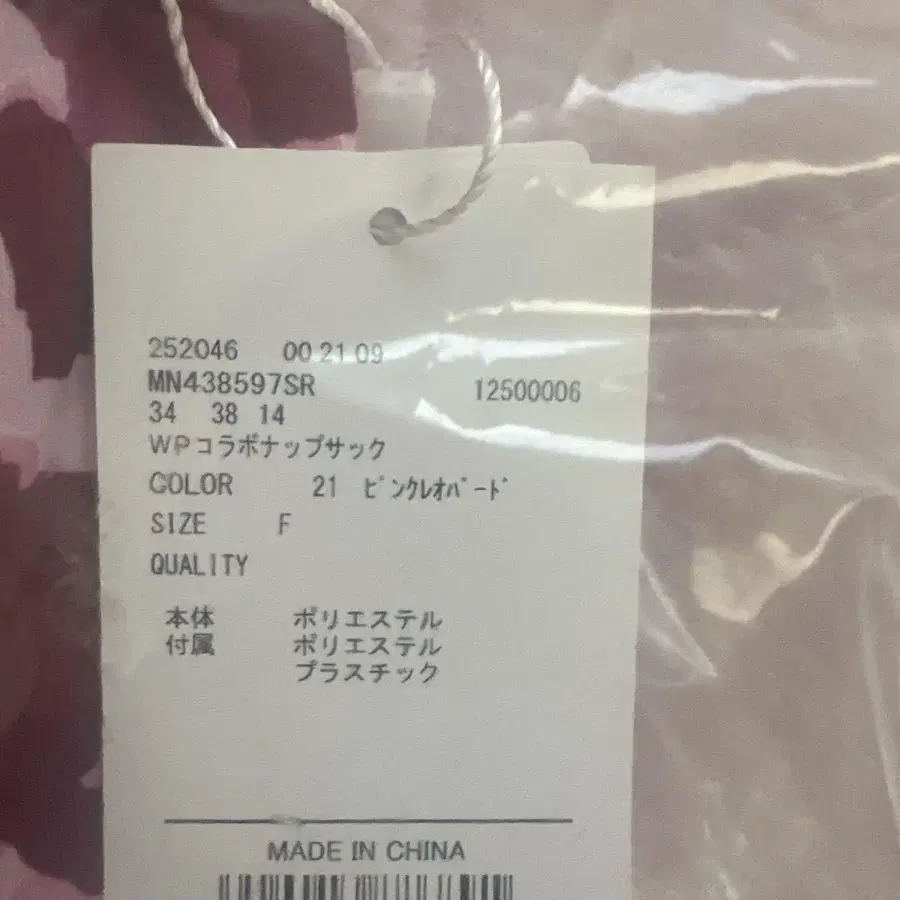 252046 00 21 09
MN438597SR 12500006
34 38 14
WPコラボナップサック
COLOR 21 ﾋﾟﾝｸﾚｵﾊﾟｰﾄﾞ
SIZE F
QUALITY
本体 ポリエステル
付属 ポリエステル
プラスチック
MADE IN CHINA